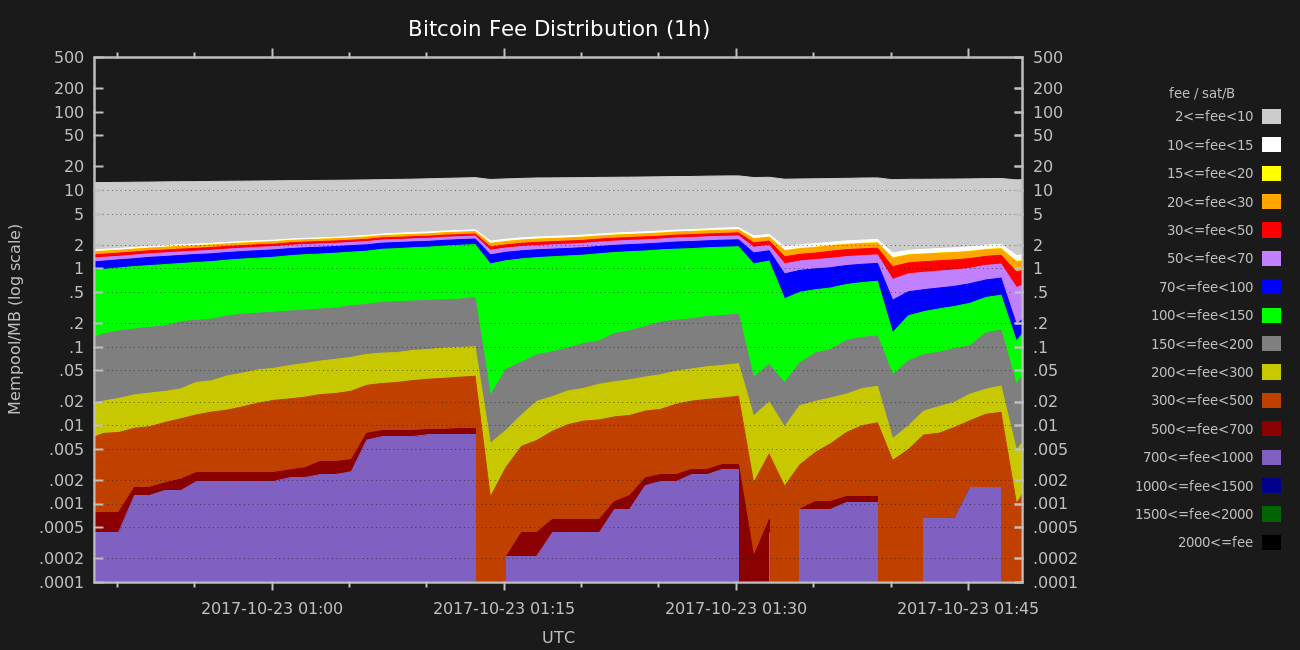 Bitcoin Fee Distribution (1h)
500
200
100
50
20
10
5
2
1
.5
.2
.1
.05
.02
.01
.005
.002
.001
.0005
.0002
.0001
Mempool/MB (log scale)
500
200
100
50
20
10
5
2
1
.5
.2
.1
.05
.02
.01
.005
.002
.001
.0005
.0002
.0001
2017-10-23 01:00
2017-10-23 01:15
2017-10-23 01:30
2017-10-23 01:45
UTC
fee / sat/B
2<=fee<10
10<=fee<15
15<=fee<20
20<=fee<30
30<=fee<50
50<=fee<70
70<=fee<100
100<=fee<150
150<=fee<200
200<=fee<300
300<=fee<500
500<=fee<700
700<=fee<1000
1000<=fee<1500
1500<=fee<2000
2000<=fee